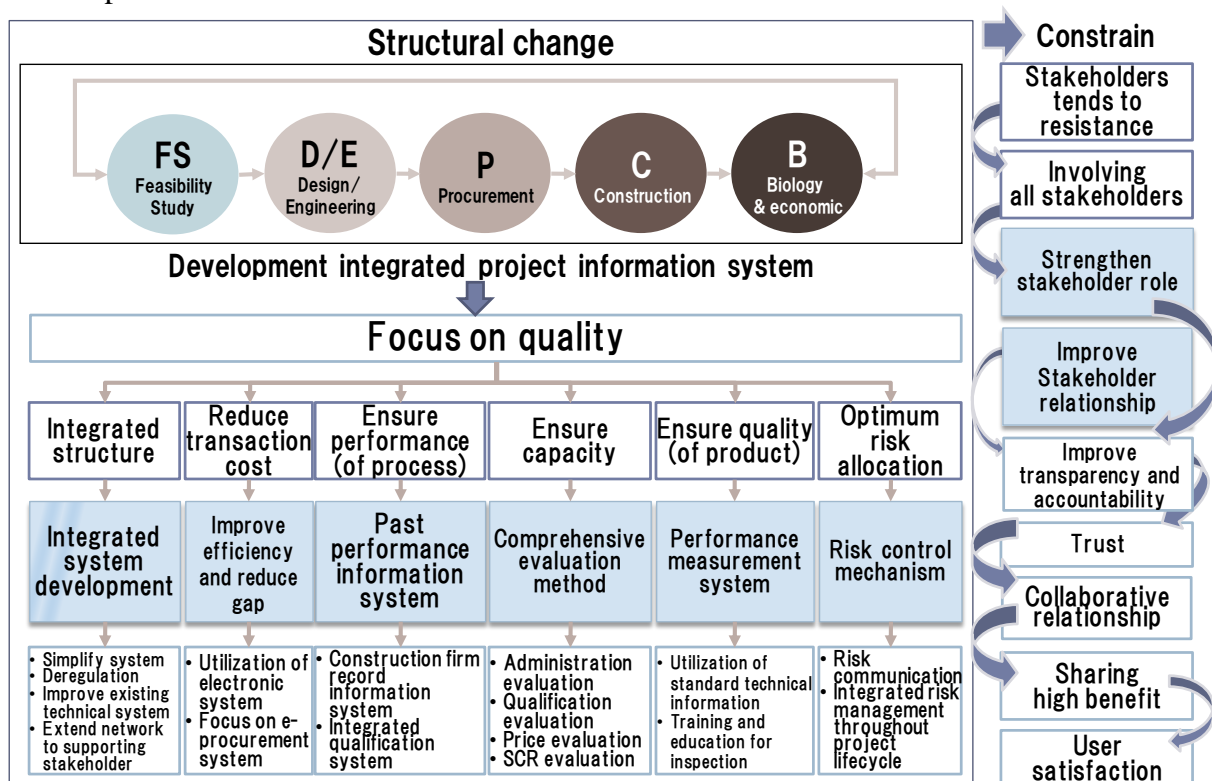 Structural change
FS
Feasibility
Study
D/E
Design/
Engineering
P
Procurement
C
Construction
B
Biology
& economic
Development integrated project information system
Focus on quality
Integrated
structure
Reduce
transaction
cost
Ensure
performance
(of process)
Ensure
capacity
Ensure quality
(of product)
Optimum
risk
allocation
Integrated
system
development
Improve
efficiency
and reduce
gap
Past
performance
information
system
Comprehensive
evaluation
method
Performance
measurement
system
Risk control
mechanism
• Simplify system
• Deregulation
• Improve existing
technical system
• Extend network
to supporting
stakeholder
• Utilization of
electronic
system
• Focus on e-
procurement
system
• Construction firm
record
information
system
• Integrated
qualification
system
• Administration
evaluation
• Qualification
evaluation
• Price evaluation
• SCR evaluation
• Utilization of
standard technical
information
• Training and
education for
inspection
• Risk
communication
• Integrated risk
management
throughout
project
lifecycle
Constrain
Stakeholders
tends to
resistance
Involving
all stakeholders
Strengthen
stakeholder role
Improve
Stakeholder
relationship
Improve
transparency and
accountability
Trust
Collaborative
relationship
Sharing
high benefit
User
satisfaction